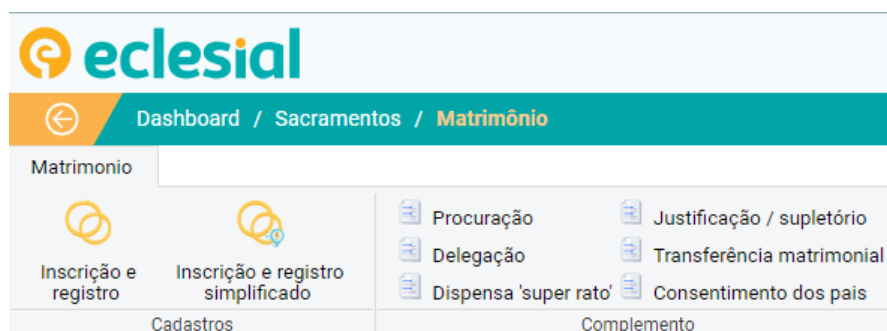 eclesial
Dashboard / Sacramentos / Matrimônio
Matrimonio
Inscrição e
registro
Inscrição e registro
simplificado
Cadastros
Procuração
Delegação
Dispensa 'super rato'
Justificação / supletório
Transferência matrimonial
Consentimento dos pais
Complemento